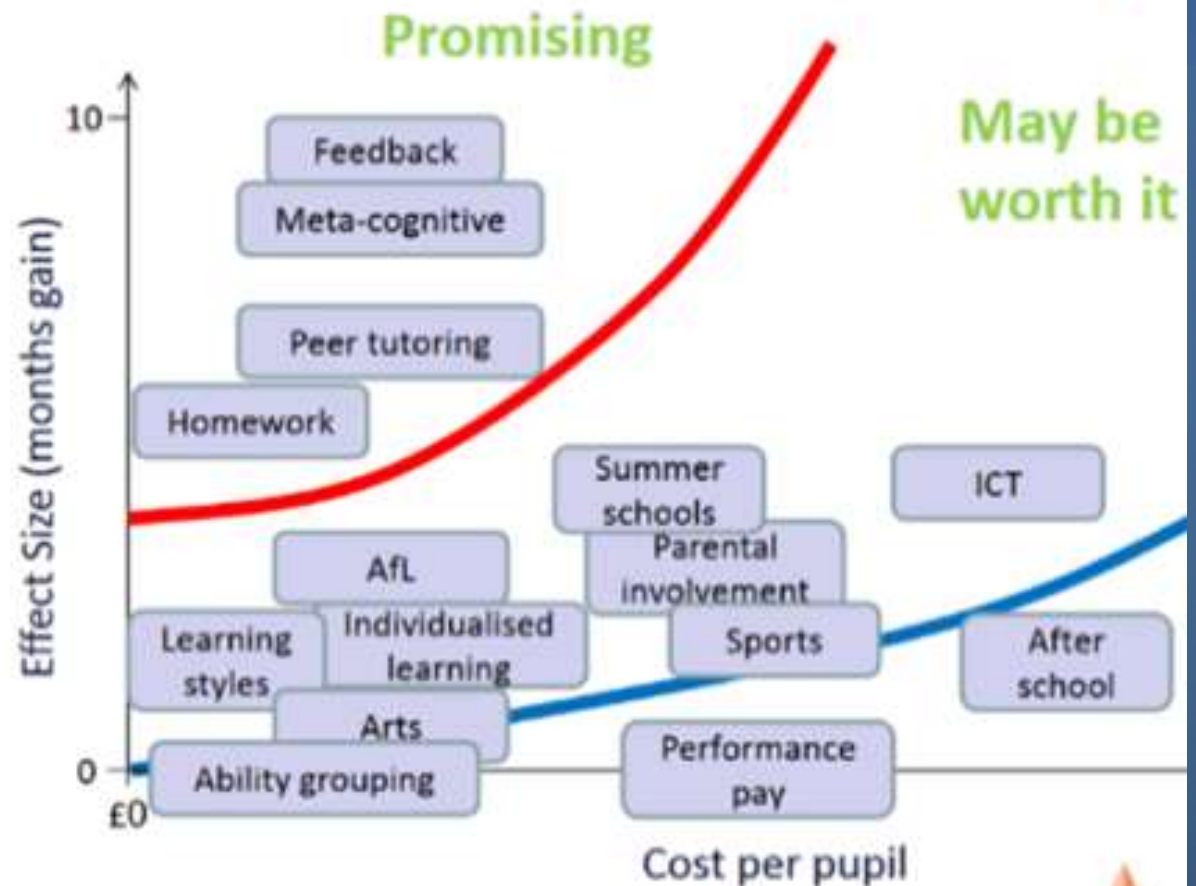 Promising
10
Feedback
May be
worth it
Meta-cognitive
Effect Size (months gain)
Peer tutoring
Homework
Summer
schools
ICT
AfL
Parental
involvement
Learning
styles
Individualised
learning
Sports
After
school
Arts
Performance
pay
0
Ability grouping
£0
Cost per pupil